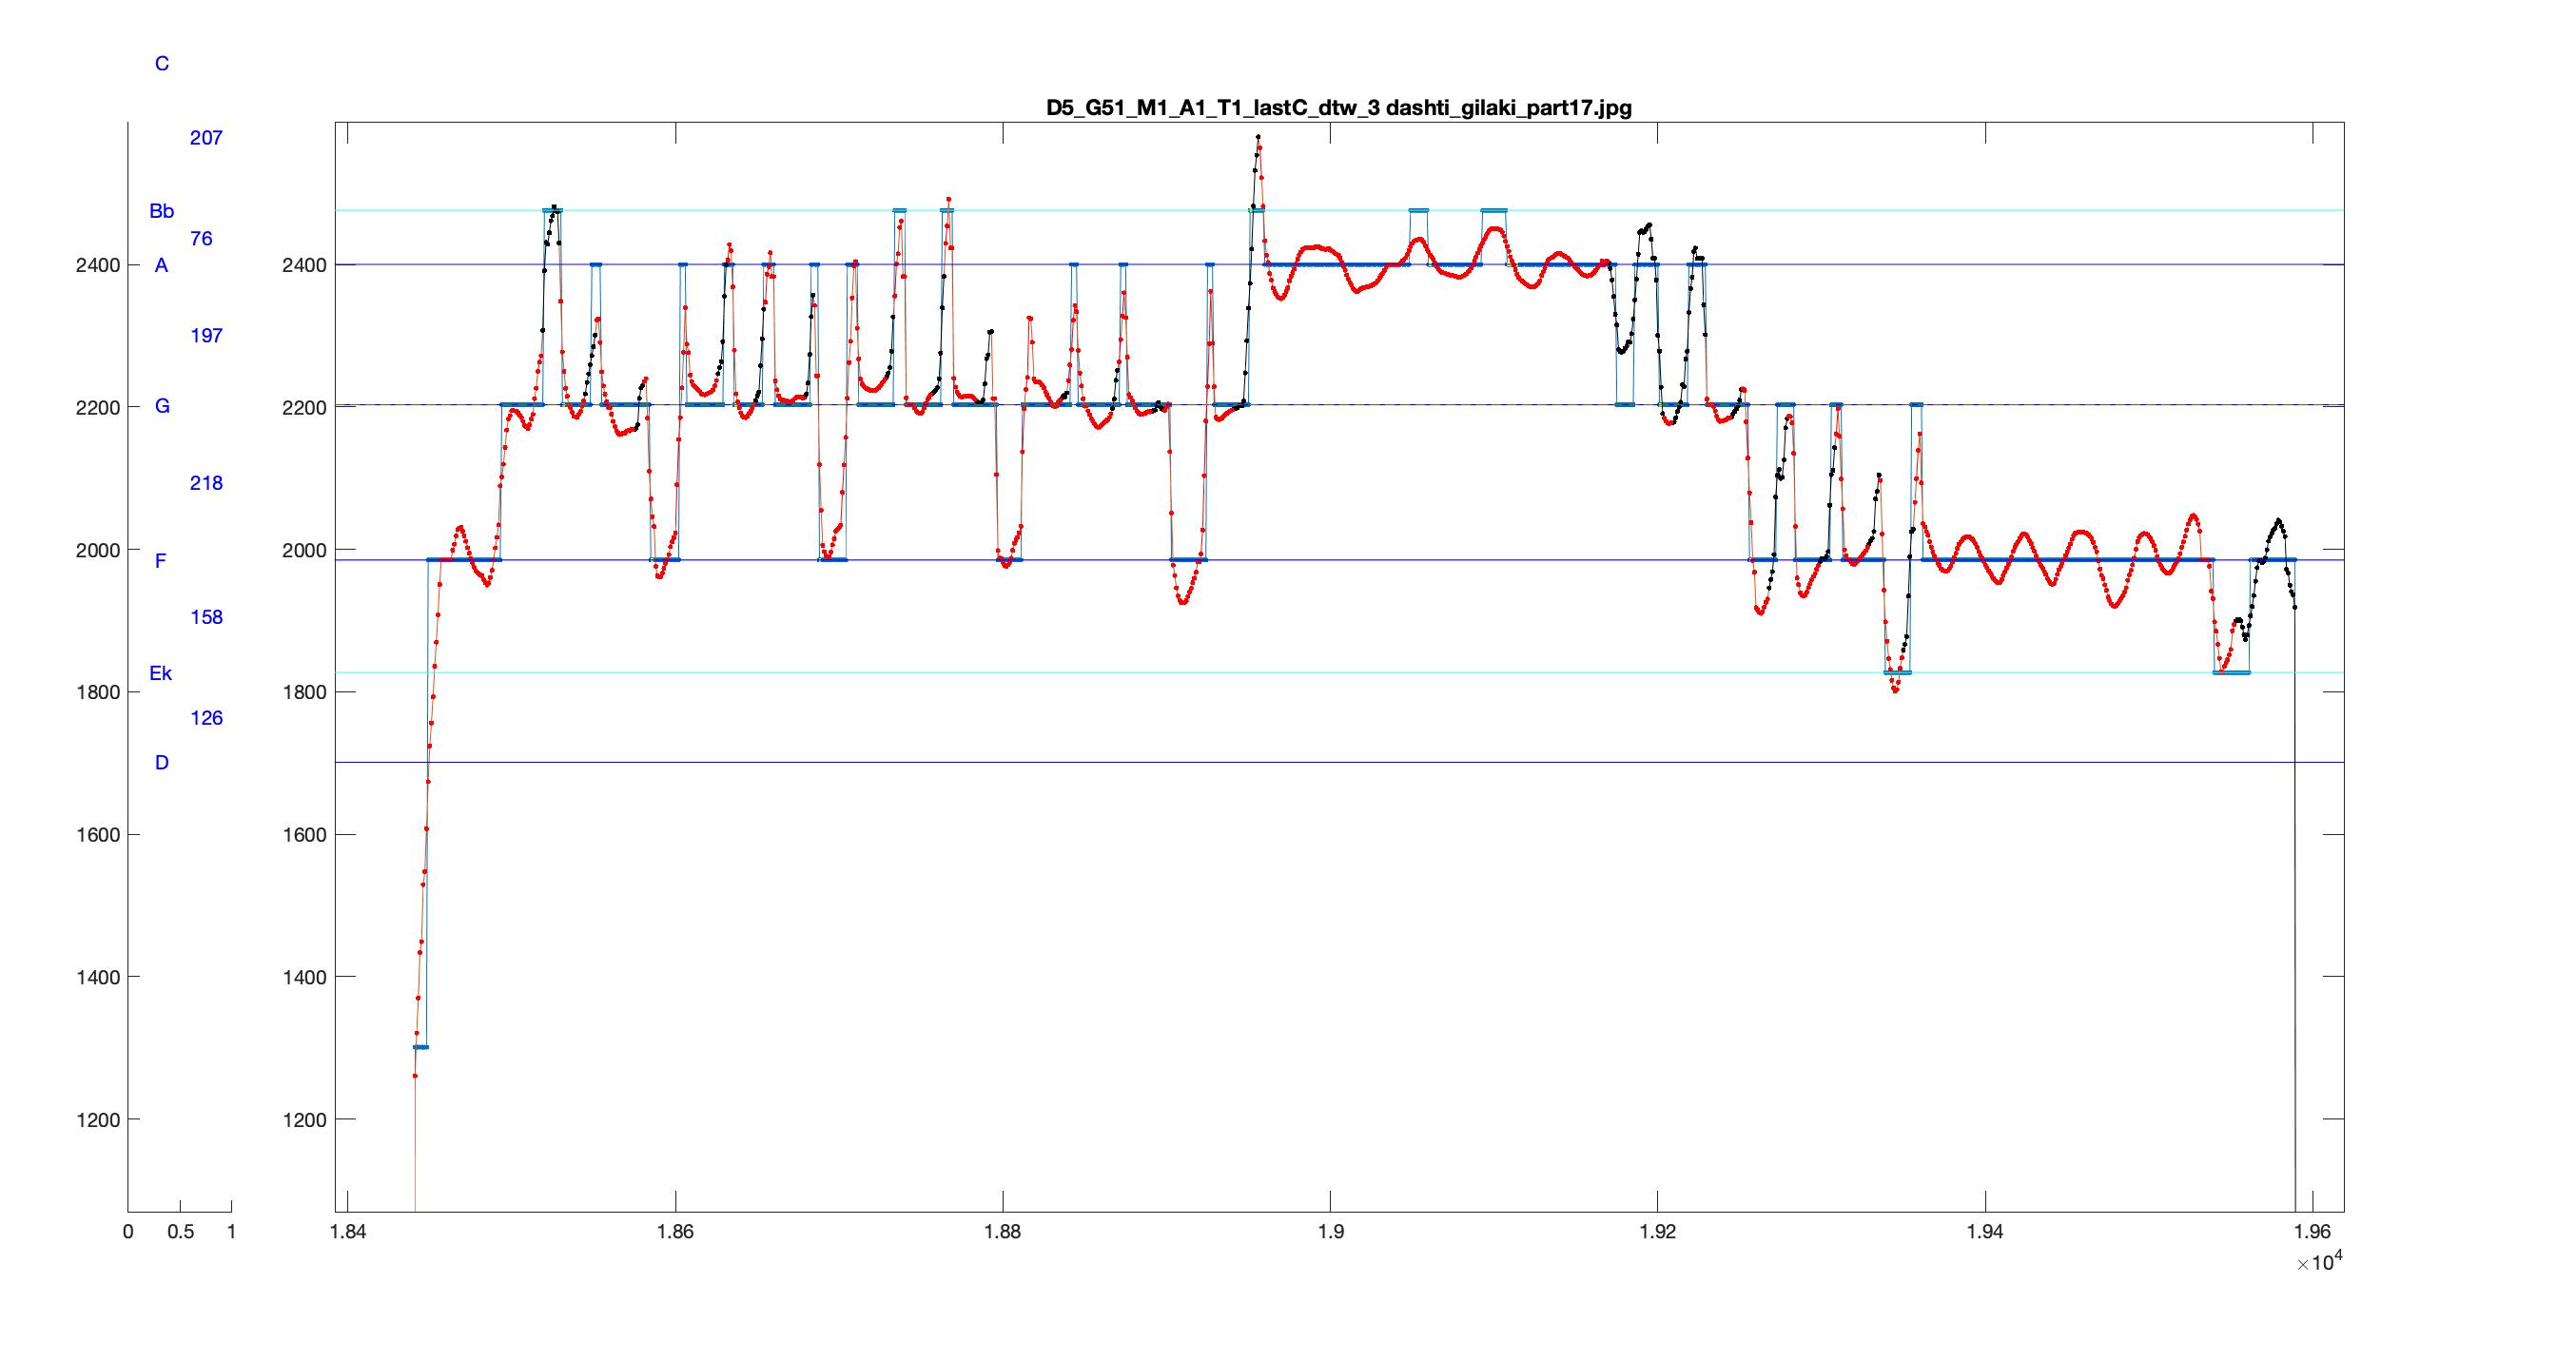 C
D5_G51_M1_A1_T1_lastC_dtw_3 dashti_gilaki_part17.jpg
207
Bb
76
2400 A 2400
197
2200 G 2200
218
2000 2000
F
158
Ek
1800 1800
126
D
1600 1600
1400 1400
1200 1200
0 0.5 1 1.84 1.86 1.88 1.9 1.92 1.94 1.96
×10^4